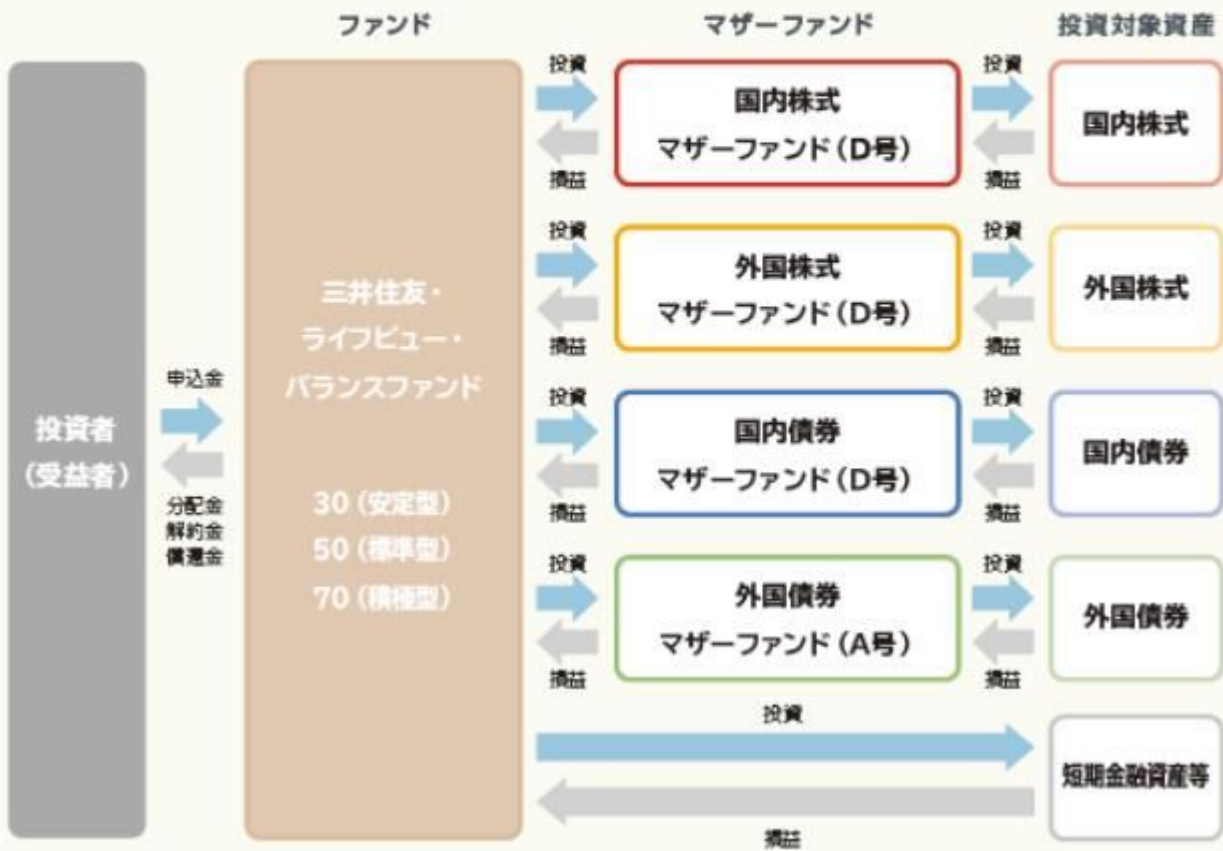 ファンド
マザーファンド
投資対象資産
投資者
(受益者)
申込金
分配金
解約金
償還金
三井住友・
ライフビュー・
バランスファンド
30(安定型)
50(標準型)
70(積極型)
投資
損益
国内株式
マザーファンド(D号)
投資
損益
国内株式
投資
損益
外国株式
マザーファンド(D号)
投資
損益
外国株式
投資
損益
国内債券
マザーファンド(D号)
投資
損益
国内債券
投資
損益
外国債券
マザーファンド(A号)
投資
損益
外国債券
投資
損益
短期金融資産等